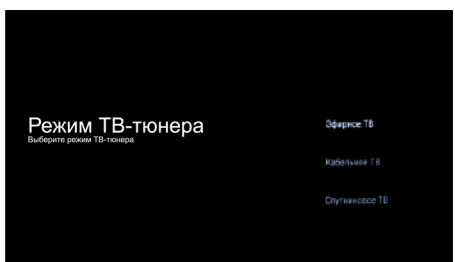 Режим ТВ-тюнера
Выберите режим ТВ-тюнера
Эфирное ТВ
Кабельное ТВ
Спутниковое ТВ